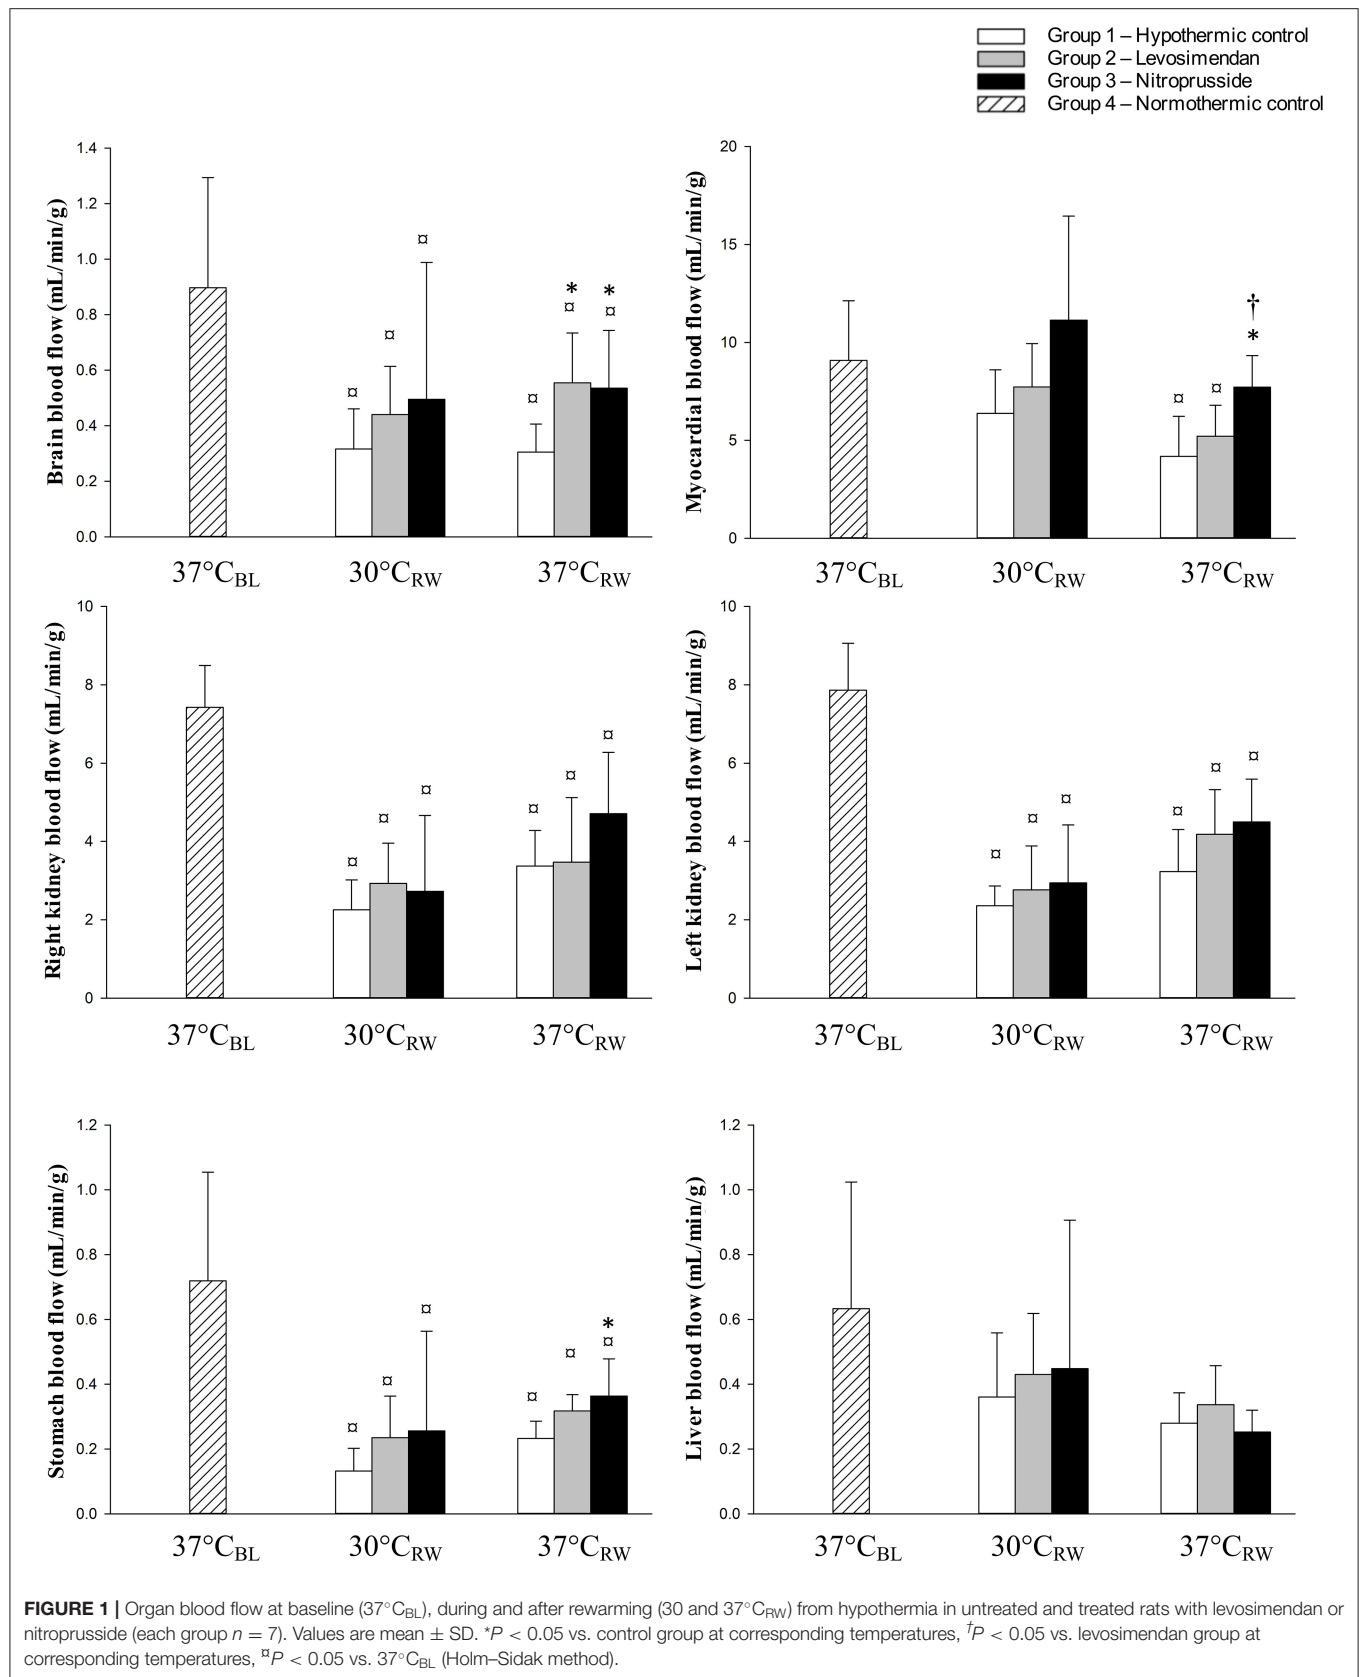 Group 1 – Hypothermic control
Group 2 – Levosimendan
Group 3 – Nitroprusside
Group 4 – Normothermic control
Brain blood flow (mL/min/g)
1.4
1.2
1.0
0.8
0.6
0.4
0.2
0.0
¤
¤
¤
¤
*
¤
*
¤
37°C_BL
30°C_RW
37°C_RW
Myocardial blood flow (mL/min/g)
20
15
10
5
0
¤
¤
†
*
37°C_BL
30°C_RW
37°C_RW
Right kidney blood flow (mL/min/g)
10
8
6
4
2
0
¤
¤
¤
¤
¤
¤
37°C_BL
30°C_RW
37°C_RW
Left kidney blood flow (mL/min/g)
10
8
6
4
2
0
¤
¤
¤
¤
¤
¤
37°C_BL
30°C_RW
37°C_RW
Stomach blood flow (mL/min/g)
1.2
1.0
0.8
0.6
0.4
0.2
0.0
¤
¤
¤
¤
¤
*
¤
37°C_BL
30°C_RW
37°C_RW
Liver blood flow (mL/min/g)
1.2
1.0
0.8
0.6
0.4
0.2
0.0
37°C_BL
30°C_RW
37°C_RW
FIGURE 1 | Organ blood flow at baseline (37°C_BL), during and after rewarming (30 and 37°C_RW) from hypothermia in untreated and treated rats with levosimendan or
nitroprusside (each group n = 7). Values are mean ± SD. *P < 0.05 vs. control group at corresponding temperatures, †P < 0.05 vs. levosimendan group at
corresponding temperatures, ¤P < 0.05 vs. 37°C_BL (Holm–Sidak method).